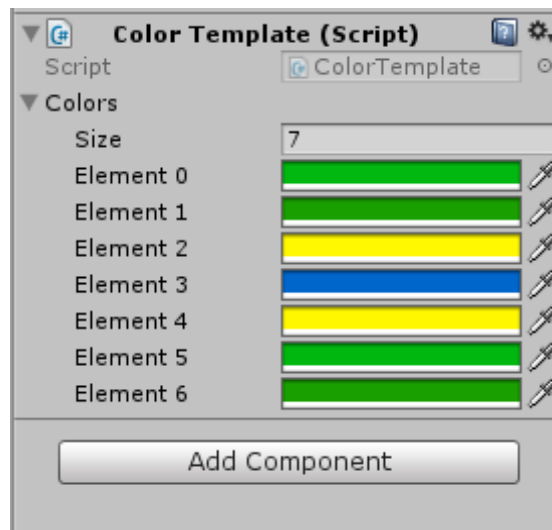 Color Template (Script)
Script ColorTemplate
Colors
Size 7
Element 0
Element 1
Element 2
Element 3
Element 4
Element 5
Element 6
Add Component